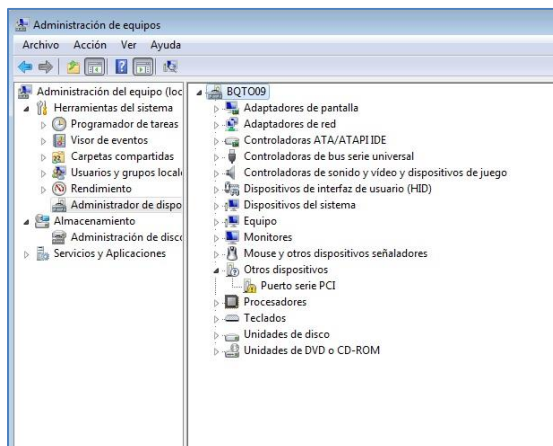 Administración de equipos
Archivo Acción Ver Ayuda
Administración del equipo (loc
Herramientas del sistema
Programador de tareas
Visor de eventos
Carpetas compartidas
Usuarios y grupos local
Rendimiento
Administrador de dispo
Almacenamiento
Administración de disco
Servicios y Aplicaciones
BQTO09
Adaptadores de pantalla
Adaptadores de red
Controladoras ATA/ATAPI IDE
Controladoras de bus serie universal
Controladoras de sonido y vídeo y dispositivos de juego
Dispositivos de interfaz de usuario (HID)
Dispositivos del sistema
Equipo
Monitores
Mouse y otros dispositivos señaladores
Otros dispositivos
Puerto serie PCI
Procesadores
Teclados
Unidades de disco
Unidades de DVD o CD-ROM